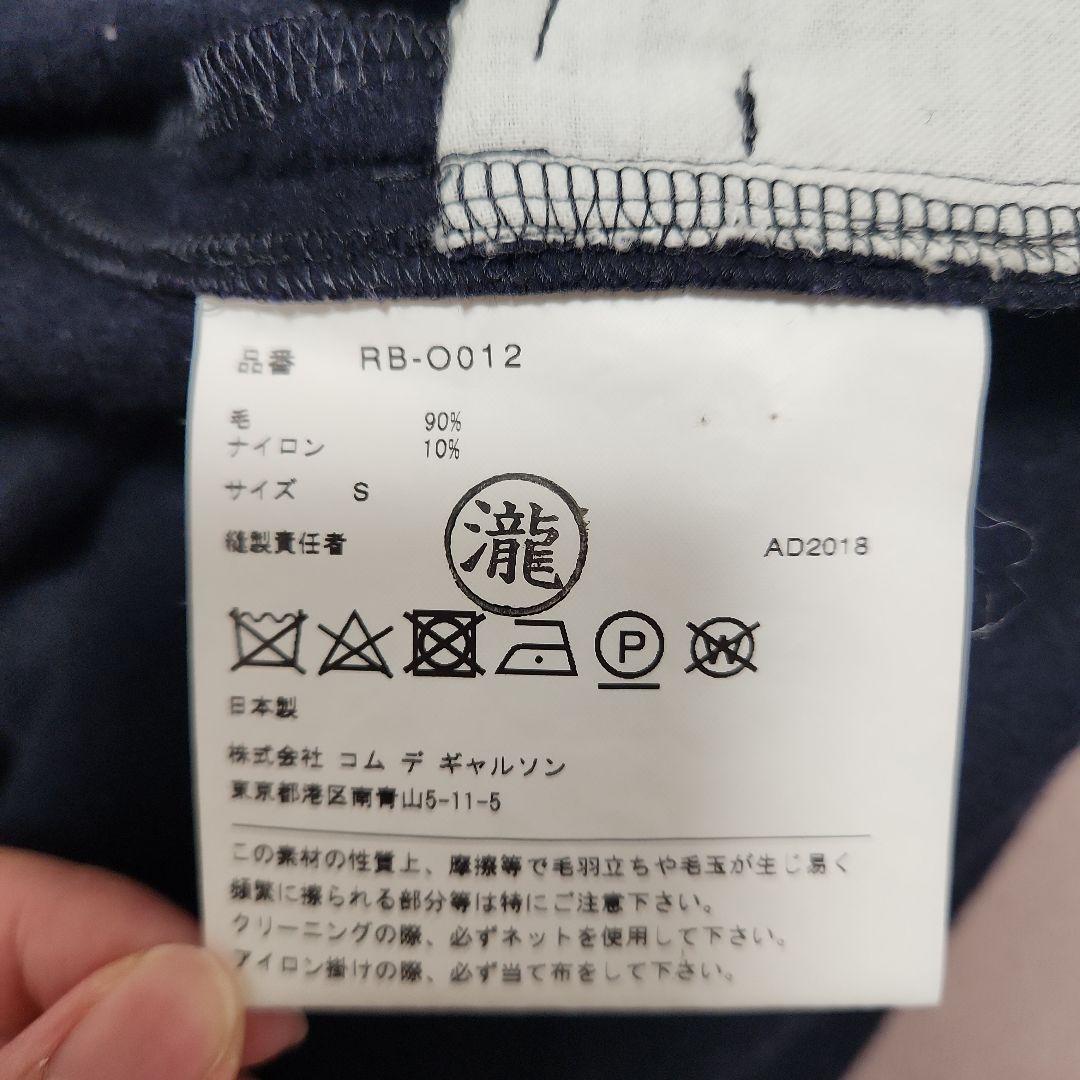 品番 RB-O012
毛 90%
ナイロン 10%
サイズ S
縫製責任者 瀧 AD2018
P W
日本製
株式会社 コム デ ギャルソン
東京都港区南青山5-11-5
この素材の性質上、摩擦等で毛羽立ちや毛玉が生じ易く
頻繁に擦られる部分等は特にご注意下さい。
クリーニングの際、必ずネットを使用して下さい。
アイロン掛けの際、必ず当て布をして下さい。